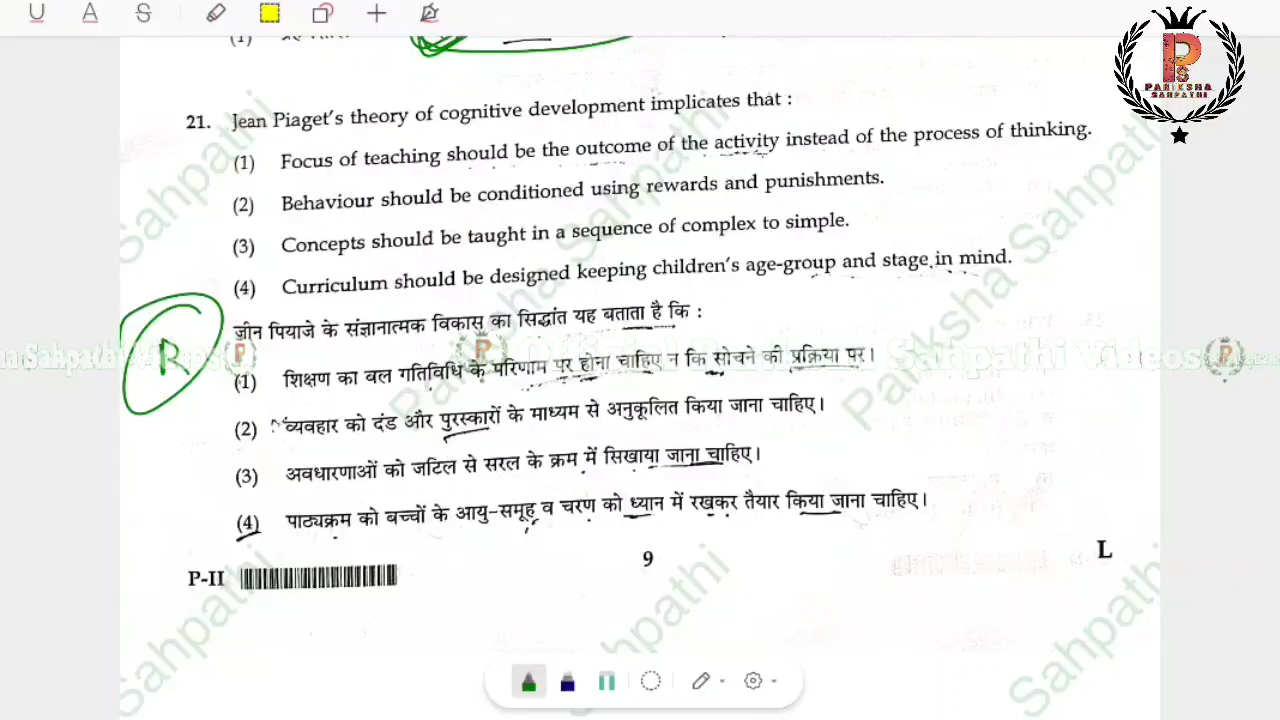 (1)
21. Jean Piaget's theory of cognitive development implicates that :
(1) Focus of teaching should be the outcome of the activity instead of the process of thinking.
(2) Behaviour should be conditioned using rewards and punishments.
(3) Concepts should be taught in a sequence of complex to simple.
(4) Curriculum should be designed keeping children's age-group and stage in mind.
जीन पियाजे के संज्ञानात्मक विकास का सिद्धांत यह बताता है कि :
(1) शिक्षण का बल गतिविधि के परिणाम पर होना चाहिए न कि सोचने की प्रक्रिया पर।
(2) व्यवहार को दंड और पुरस्कारों के माध्यम से अनुकूलित किया जाना चाहिए।
(3) अवधारणाओं को जटिल से सरल के क्रम में सिखाया जाना चाहिए।
(4) पाठ्यक्रम को बच्चों के आयु-समूह व चरण को ध्यान में रखकर तैयार किया जाना चाहिए।
R
P-II
9
L
PARIKSHA
SAHPATHI
Pariksha Sahpathi
Sahpathi Videos